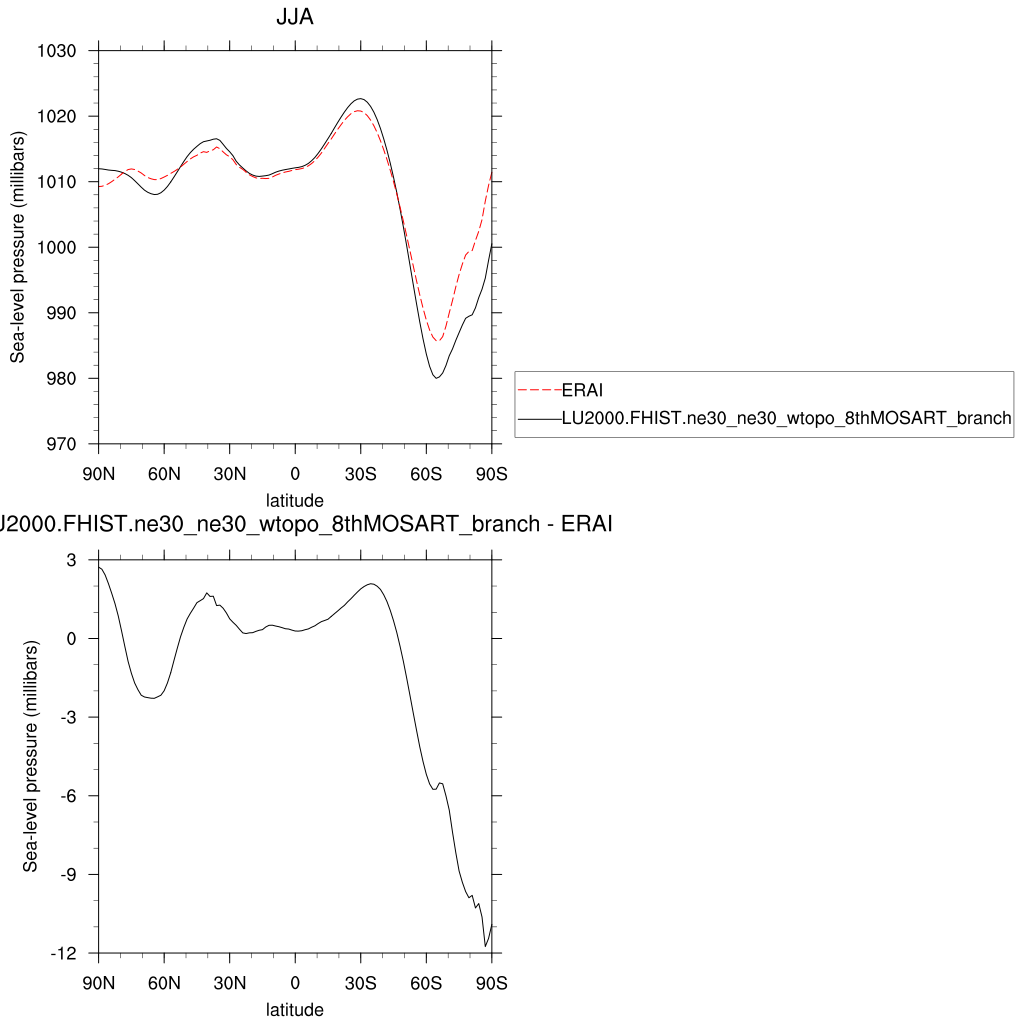 JJA
1030
1020
1010
1000
990
980
970
Sea-level pressure (millibars)
90N 60N 30N 0 30S 60S 90S
latitude
ERAI
LU2000.FHIST.ne30_ne30_wtopo_8thMOSART_branch
J2000.FHIST.ne30_ne30_wtopo_8thMOSART_branch - ERAI
3
0
-3
-6
-9
-12
Sea-level pressure (millibars)
90N 60N 30N 0 30S 60S 90S
latitude